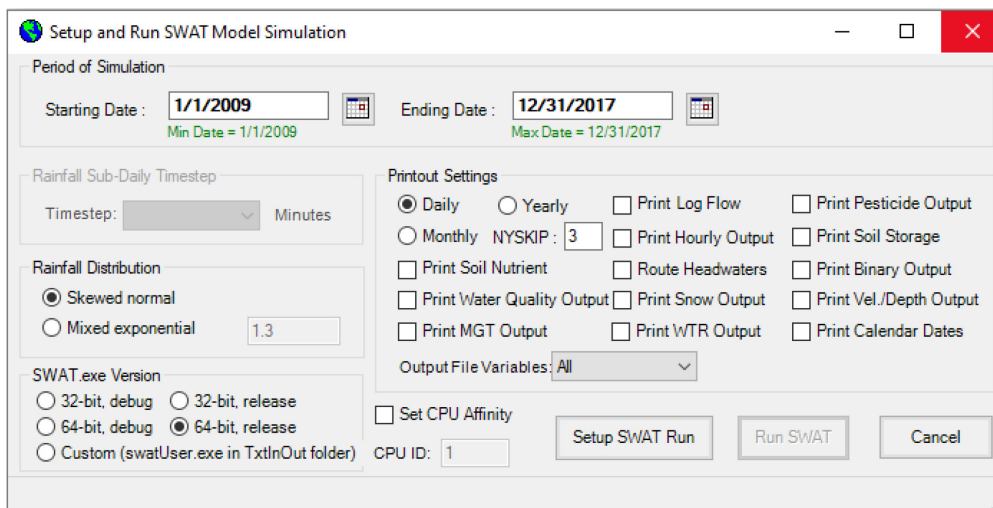 Setup and Run SWAT Model Simulation
Period of Simulation
Starting Date : 1/1/2009 Ending Date : 12/31/2017
Min Date = 1/1/2009 Max Date = 12/31/2017
Rainfall Sub-Daily Timestep
Timestep: Minutes
Rainfall Distribution
Skewed normal
Mixed exponential 1.3
SWAT.exe Version
32-bit, debug 32-bit, release
64-bit, debug 64-bit, release
Custom (swatUser.exe in TxtInOut folder)
Printout Settings
Daily Yearly Print Log Flow Print Pesticide Output
Monthly NYSKIP : 3 Print Hourly Output Print Soil Storage
Print Soil Nutrient Route Headwaters Print Binary Output
Print Water Quality Output Print Snow Output Print Vel./Depth Output
Print MGT Output Print WTR Output Print Calendar Dates
Output File Variables: All
Set CPU Affinity
CPU ID: 1
Setup SWAT Run Run SWAT Cancel